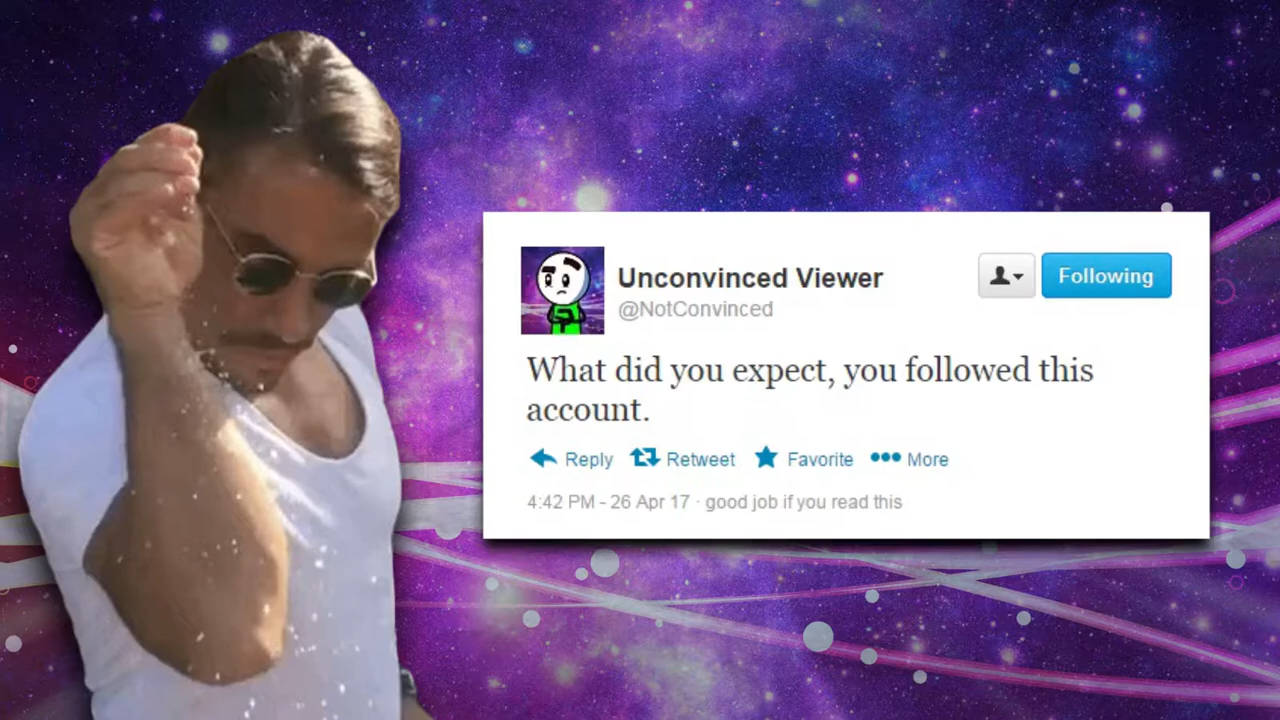 Unconvinced Viewer
Following
@NotConvinced
What did you expect, you followed this
account.
Reply Retweet Favorite More
4:42 PM - 26 Apr 17 · good job if you read this